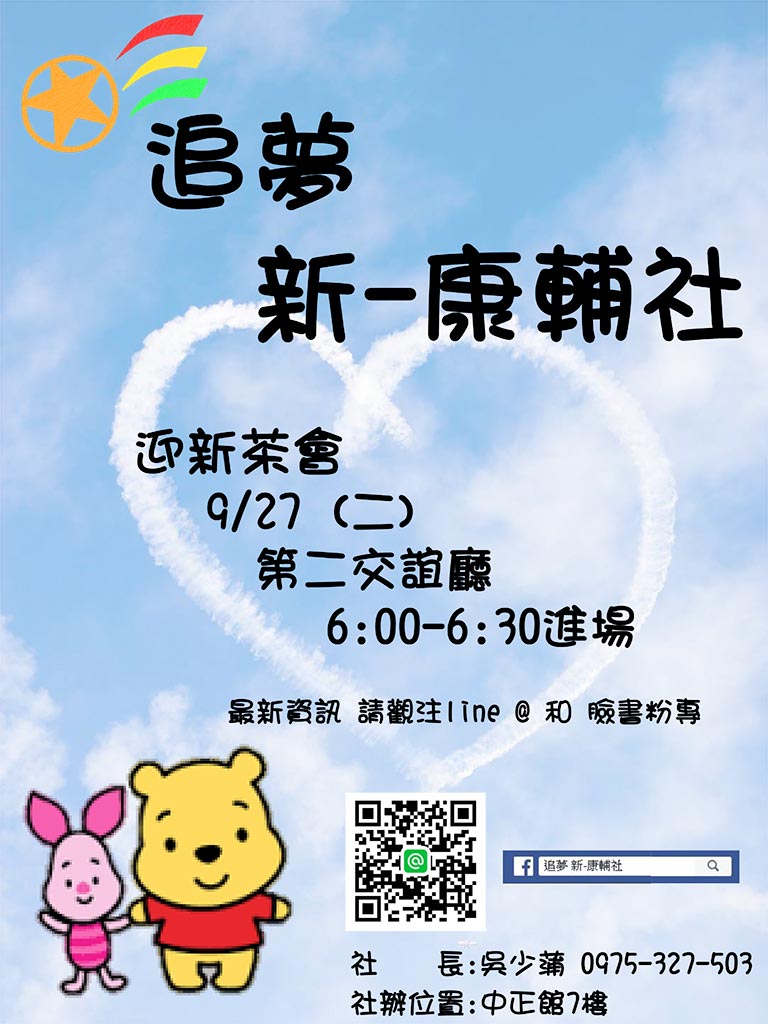 追夢
新-康輔社
迎新茶會
9/27 (二)
第二交誼廳
6:00-6:30進場
最新資訊 請觀注line @ 和 臉書粉專
追夢 新-康輔社
社　　長:吳少蒲 0975-327-503
社辦位置:中正館7樓